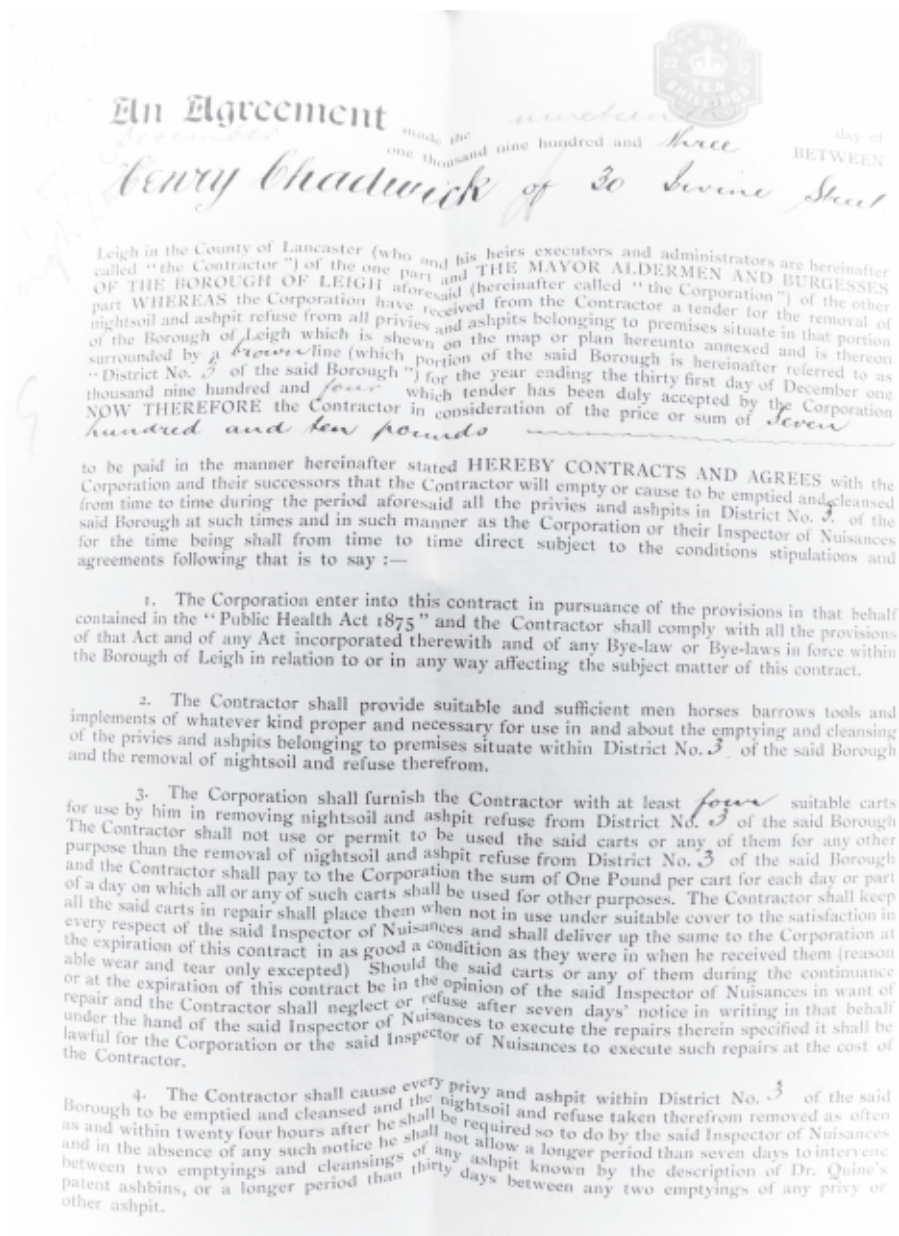 TEN
SHILLINGS
An Agreement made the nineteenth day of
December one thousand nine hundred and three BETWEEN
Henry Chadwick of 30 Irvine Street
Leigh in the County of Lancaster (who and his heirs executors and administrators are hereinafter
called "the Contractor") of the one part and THE MAYOR ALDERMEN AND BURGESSES
OF THE BOROUGH OF LEIGH aforesaid (hereinafter called "the Corporation") of the other
part WHEREAS the Corporation have received from the Contractor a tender for the removal of
nightsoil and ashpit refuse from all privies and ashpits belonging to premises situate in that portion
of the Borough of Leigh which is shewn on the map or plan hereunto annexed and is thereon
surrounded by a brown line (which portion of the said Borough is hereinafter referred to as
"District No. 3 of the said Borough") for the year ending the thirty first day of December one
thousand nine hundred and four which tender has been duly accepted by the Corporation
NOW THEREFORE the Contractor in consideration of the price or sum of Seven
hundred and ten pounds
to be paid in the manner hereinafter stated HEREBY CONTRACTS AND AGREES with the
Corporation and their successors that the Contractor will empty or cause to be emptied and cleansed
from time to time during the period aforesaid all the privies and ashpits in District No. 3. of the
said Borough at such times and in such manner as the Corporation or their Inspector of Nuisances
for the time being shall from time to time direct subject to the conditions stipulations and
agreements following that is to say :—
1. The Corporation enter into this contract in pursuance of the provisions in that behalf
contained in the "Public Health Act 1875" and the Contractor shall comply with all the provisions
of that Act and of any Act incorporated therewith and of any Bye-law or Bye-laws in force within
the Borough of Leigh in relation to or in any way affecting the subject matter of this contract.
2. The Contractor shall provide suitable and sufficient men horses barrows tools and
implements of whatever kind proper and necessary for use in and about the emptying and cleansing
of the privies and ashpits belonging to premises situate within District No. 3 of the said Borough
and the removal of nightsoil and refuse therefrom.
3. The Corporation shall furnish the Contractor with at least four suitable carts
for use by him in removing nightsoil and ashpit refuse from District No. 3 of the said Borough
The Contractor shall not use or permit to be used the said carts or any of them for any other
purpose than the removal of nightsoil and ashpit refuse from District No. 3 of the said Borough
and the Contractor shall pay to the Corporation the sum of One Pound per cart for each day or part
of a day on which all or any of such carts shall be used for other purposes. The Contractor shall keep
all the said carts in repair shall place them when not in use under suitable cover to the satisfaction in
every respect of the said Inspector of Nuisances and shall deliver up the same to the Corporation at
the expiration of this contract in as good a condition as they were in when he received them (reason
able wear and tear only excepted) Should the said carts or any of them during the continuance
or at the expiration of this contract be in the opinion of the said Inspector of Nuisances in want of
repair and the Contractor shall neglect or refuse after seven days' notice in writing in that behalf
under the hand of the said Inspector of Nuisances to execute the repairs therein specified it shall be
lawful for the Corporation or the said Inspector of Nuisances to execute such repairs at the cost of
the Contractor.
4. The Contractor shall cause every privy and ashpit within District No. 3 of the said
Borough to be emptied and cleansed and the nightsoil and refuse taken therefrom removed as often
as and within twenty four hours after he shall be required so to do by the said Inspector of Nuisances
and in the absence of any such notice he shall not allow a longer period than seven days to intervene
between two emptyings and cleansings of any ashpit known by the description of Dr. Quine's
patent ashbins, or a longer period than thirty days between any two emptyings of any privy or
other ashpit.